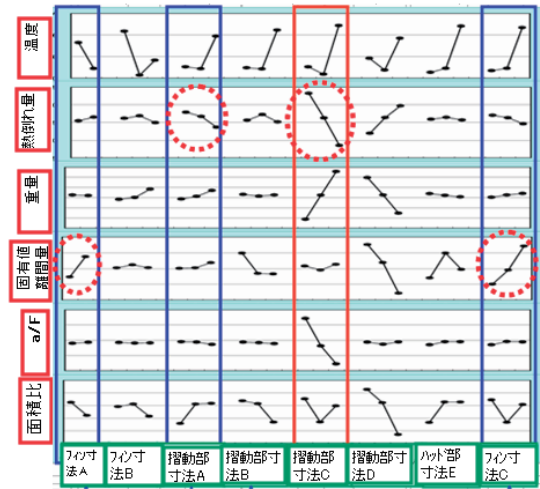 温度
熱倒れ量
重量
固有値
離間量
a/F
面積比
フィン寸
法A
フィン寸
法B
摺動部
寸法A
摺動部寸
法B
摺動部
寸法C
摺動部寸
法D
ハット部
寸法E
フィン寸
法C